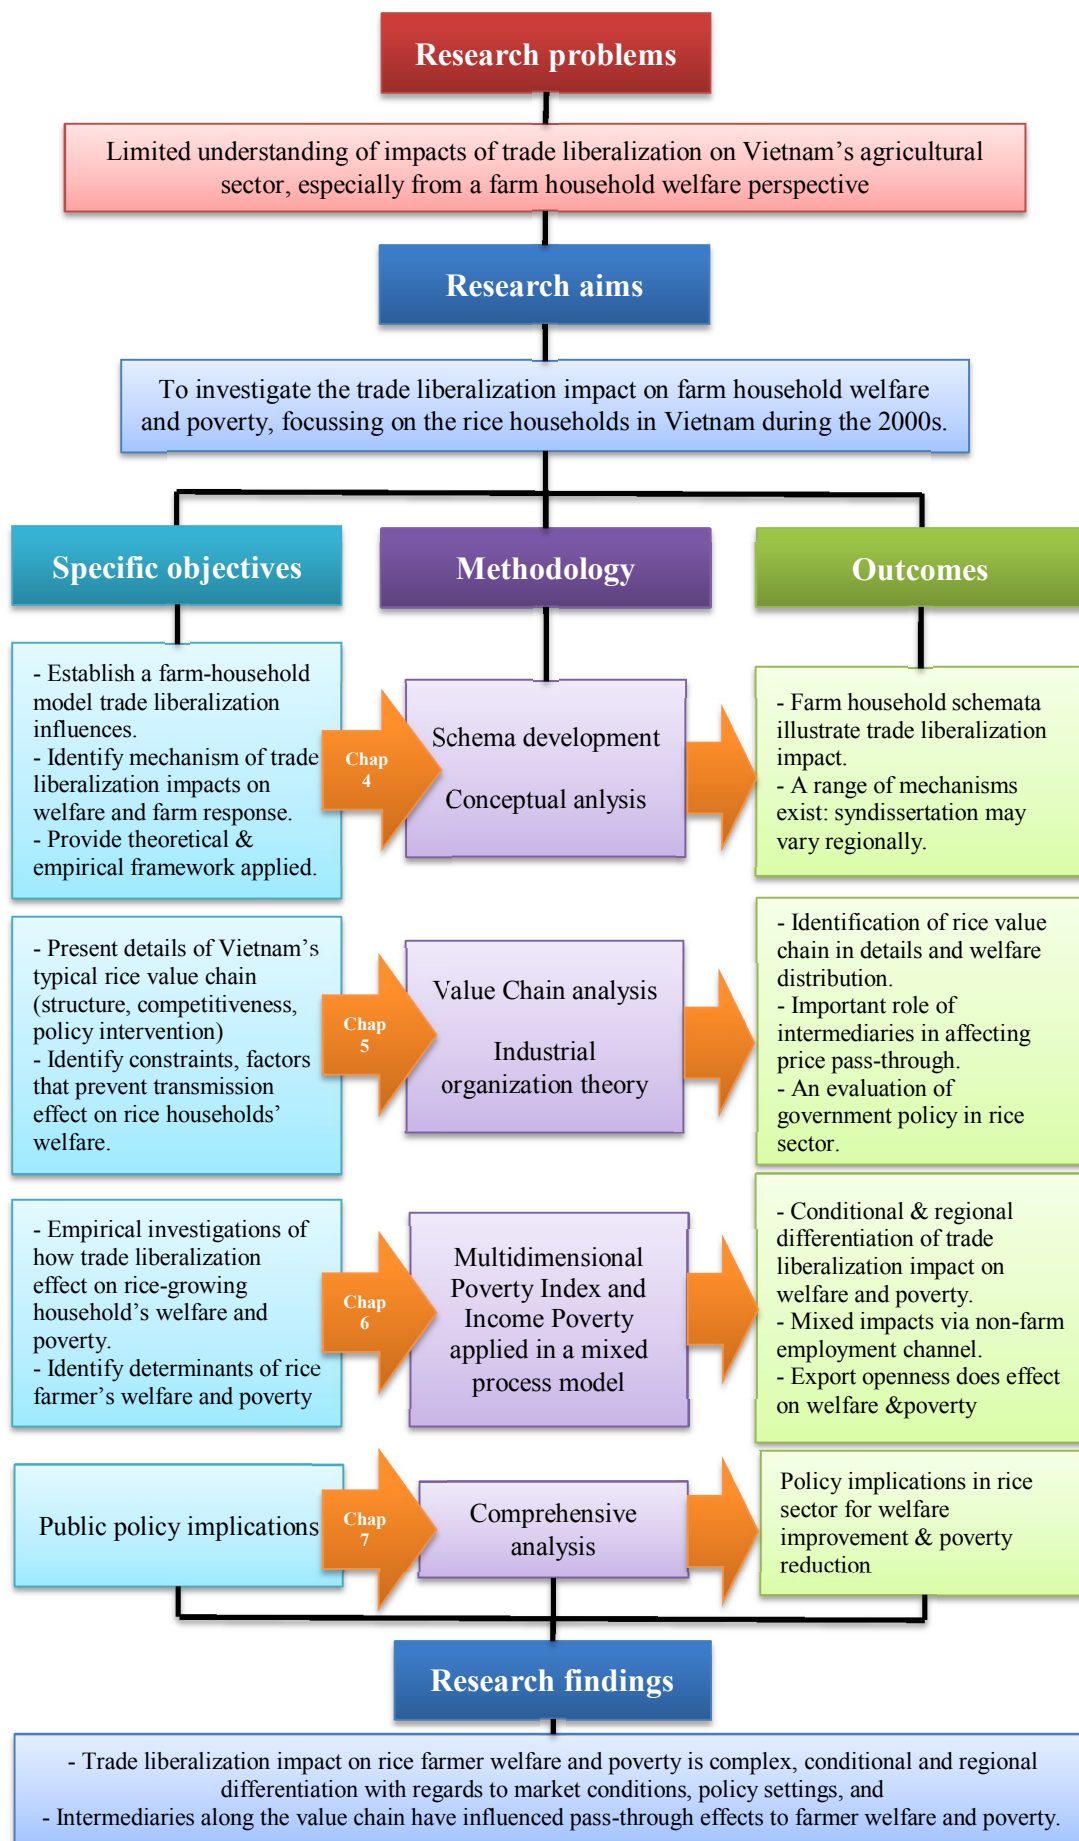 Research problems
Limited understanding of impacts of trade liberalization on Vietnam's agricultural
sector, especially from a farm household welfare perspective
Research aims
To investigate the trade liberalization impact on farm household welfare
and poverty, focussing on the rice households in Vietnam during the 2000s.
Specific objectives
Methodology
Outcomes
- Establish a farm-household
model trade liberalization
influences.
- Identify mechanism of trade
liberalization impacts on
welfare and farm response.
- Provide theoretical &
empirical framework applied.
Chap
4
Schema development
Conceptual anlysis
- Farm household schemata
illustrate trade liberalization
impact.
- A range of mechanisms
exist: syndissertation may
vary regionally.
- Present details of Vietnam's
typical rice value chain
(structure, competitiveness,
policy intervention)
- Identify constraints, factors
that prevent transmission
effect on rice households'
welfare.
Chap
5
Value Chain analysis
Industrial
organization theory
- Identification of rice value
chain in details and welfare
distribution.
- Important role of
intermediaries in affecting
price pass-through.
- An evaluation of
government policy in rice
sector.
- Empirical investigations of
how trade liberalization
effect on rice-growing
household's welfare and
poverty.
- Identify determinants of rice
farmer's welfare and poverty
Chap
6
Multidimensional
Poverty Index and
Income Poverty
applied in a mixed
process model
- Conditional & regional
differentiation of trade
liberalization impact on
welfare and poverty.
- Mixed impacts via non-farm
employment channel.
- Export openness does effect
on welfare &poverty
Public policy implications
Chap
7
Comprehensive
analysis
Policy implications in rice
sector for welfare
improvement & poverty
reduction
Research findings
- Trade liberalization impact on rice farmer welfare and poverty is complex, conditional and regional
differentiation with regards to market conditions, policy settings, and
- Intermediaries along the value chain have influenced pass-through effects to farmer welfare and poverty.